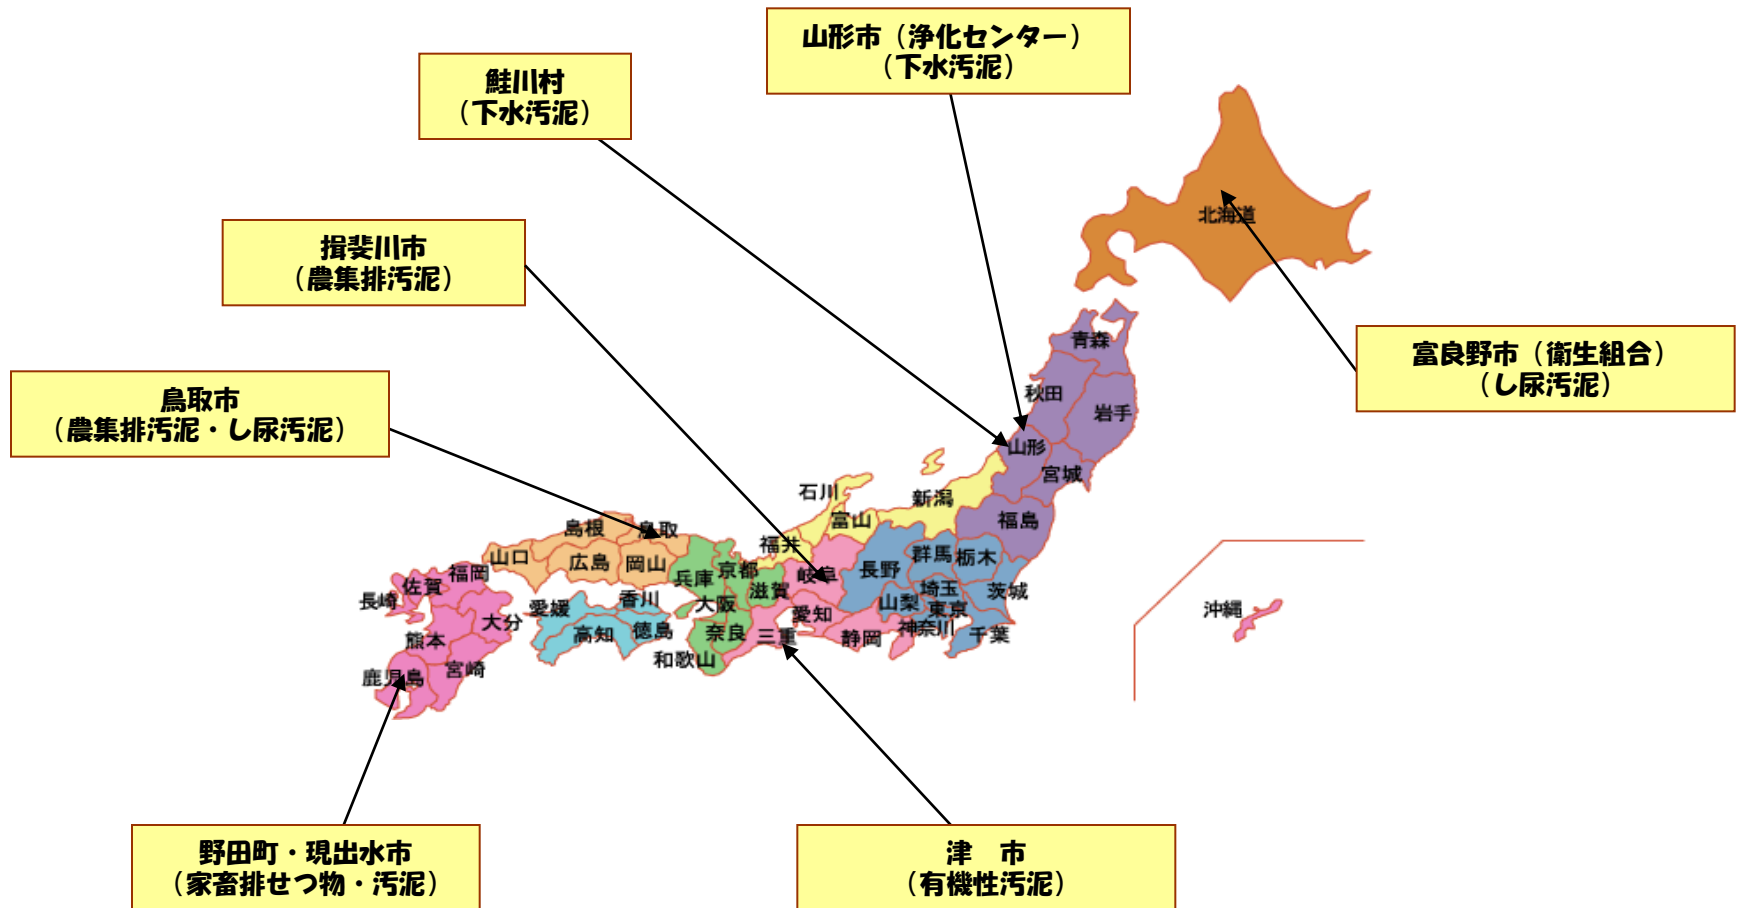 山形市（浄化センター）
（下水汚泥）
鮭川村
（下水汚泥）
揖斐川市
（農集排汚泥）
鳥取市
（農集排汚泥・し尿汚泥）
富良野市（衛生組合）
（し尿汚泥）
野田町・現出水市
（家畜排せつ物・汚泥）
津　市
（有機性汚泥）
北海道
青森
秋田
岩手
山形
宮城
福島
新潟
石川
富山
福井
群馬
栃木
茨城
埼玉
東京
千葉
神奈川
山梨
長野
岐阜
愛知
静岡
三重
滋賀
京都
大阪
兵庫
奈良
和歌山
鳥取
島根
岡山
広島
山口
香川
愛媛
徳島
高知
福岡
佐賀
長崎
大分
熊本
宮崎
鹿児島
沖縄